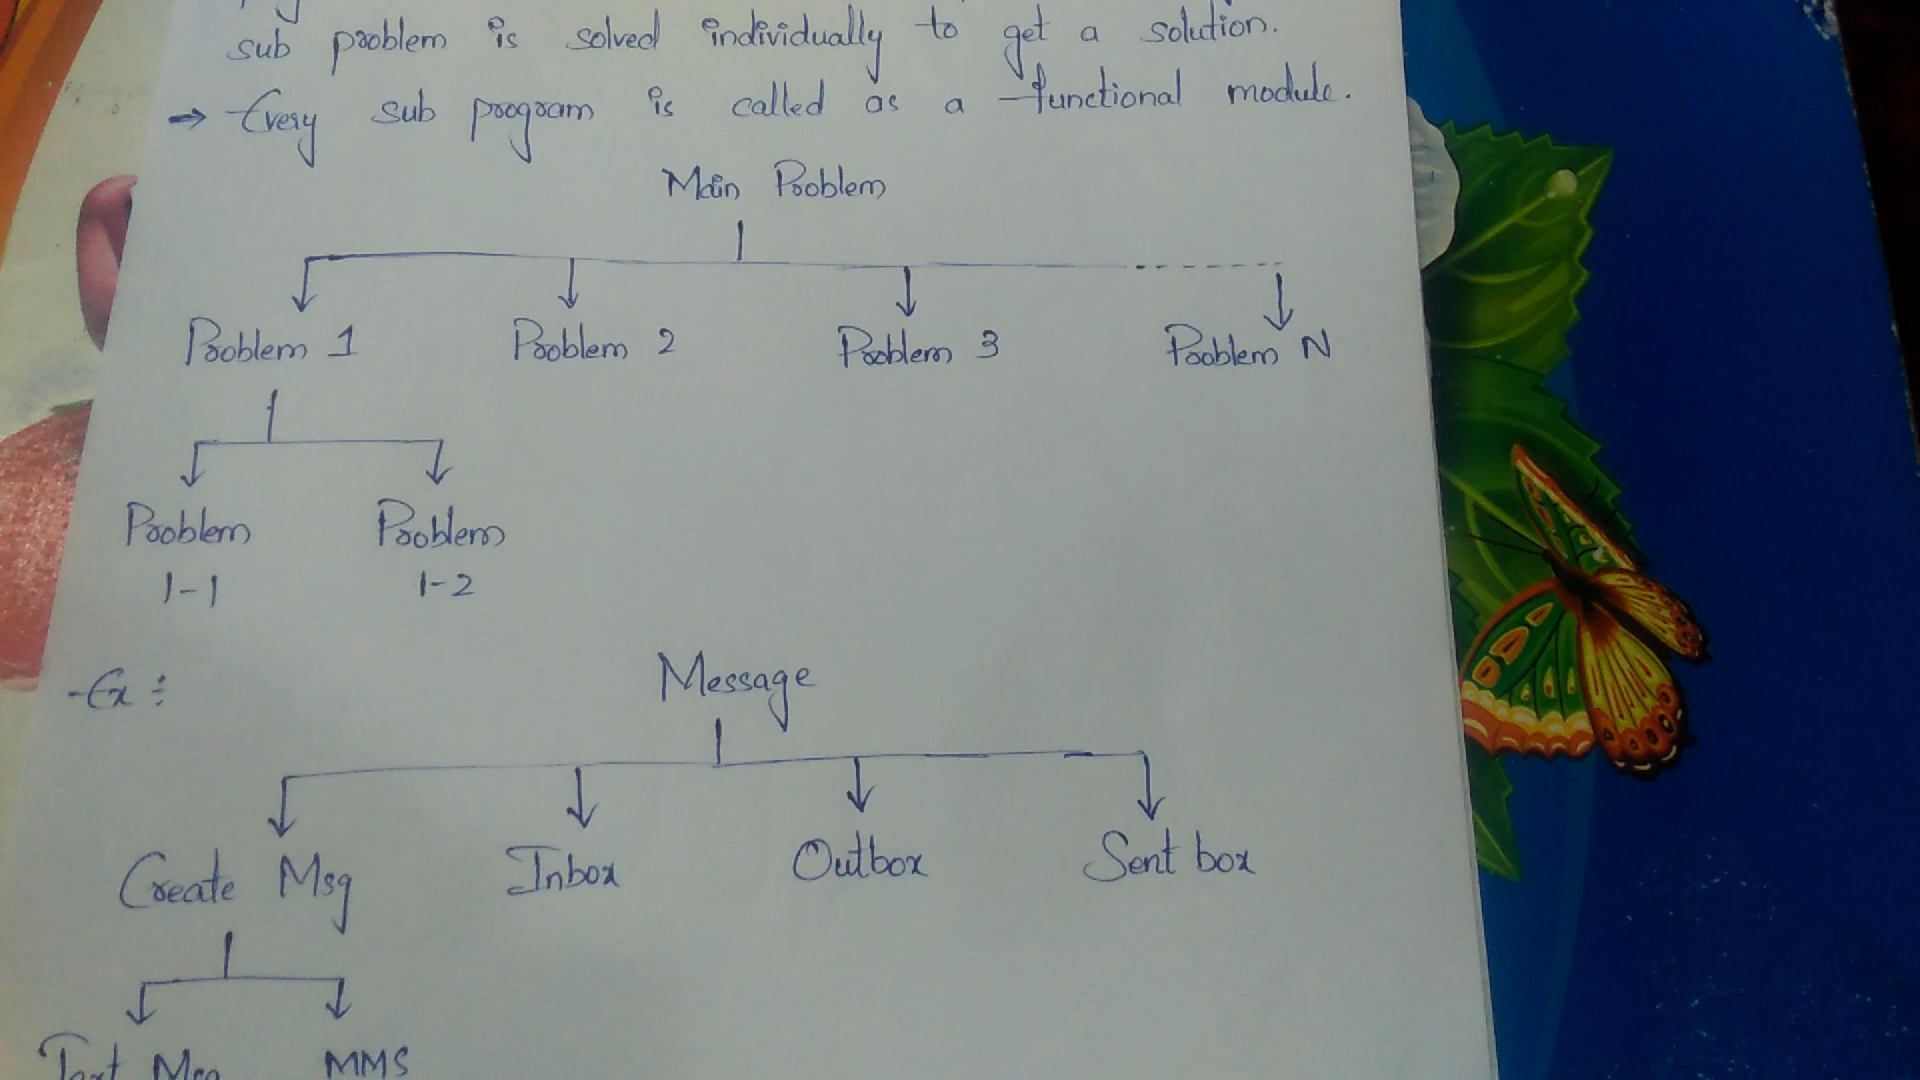 sub problem is solved individually to get a solution.
→ Every sub program is called as a functional module.
Main Problem
Problem 1 Problem 2 Problem 3 Problem N
Problem Problem
1-1 1-2
Ex :
Message
Create Msg Inbox Outbox Sent box
Text Msg MMS